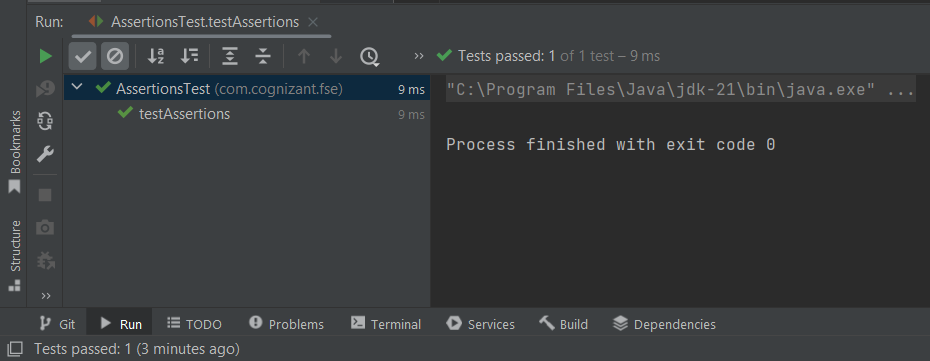 Run: AssertionsTest.testAssertions ×
>> Tests passed: 1 of 1 test – 9 ms
AssertionsTest (com.cognizant.fse) 9 ms
testAssertions 9 ms
"C:\Program Files\Java\jdk-21\bin\java.exe" ...
Process finished with exit code 0
Bookmarks
Structure
>>
Git Run TODO Problems Terminal Services Build Dependencies
Tests passed: 1 (3 minutes ago)